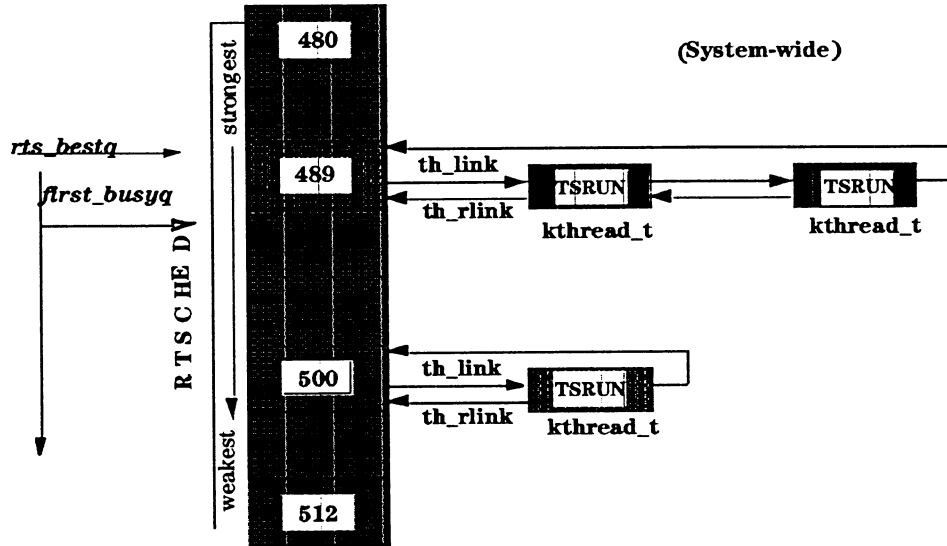 480
(System-wide)
strongest
rts_bestq
489
th_link
TSRUN
TSRUN
first_busyq
th_rlink
kthread_t
kthread_t
RTSCHED
500
th_link
TSRUN
th_rlink
kthread_t
weakest
512